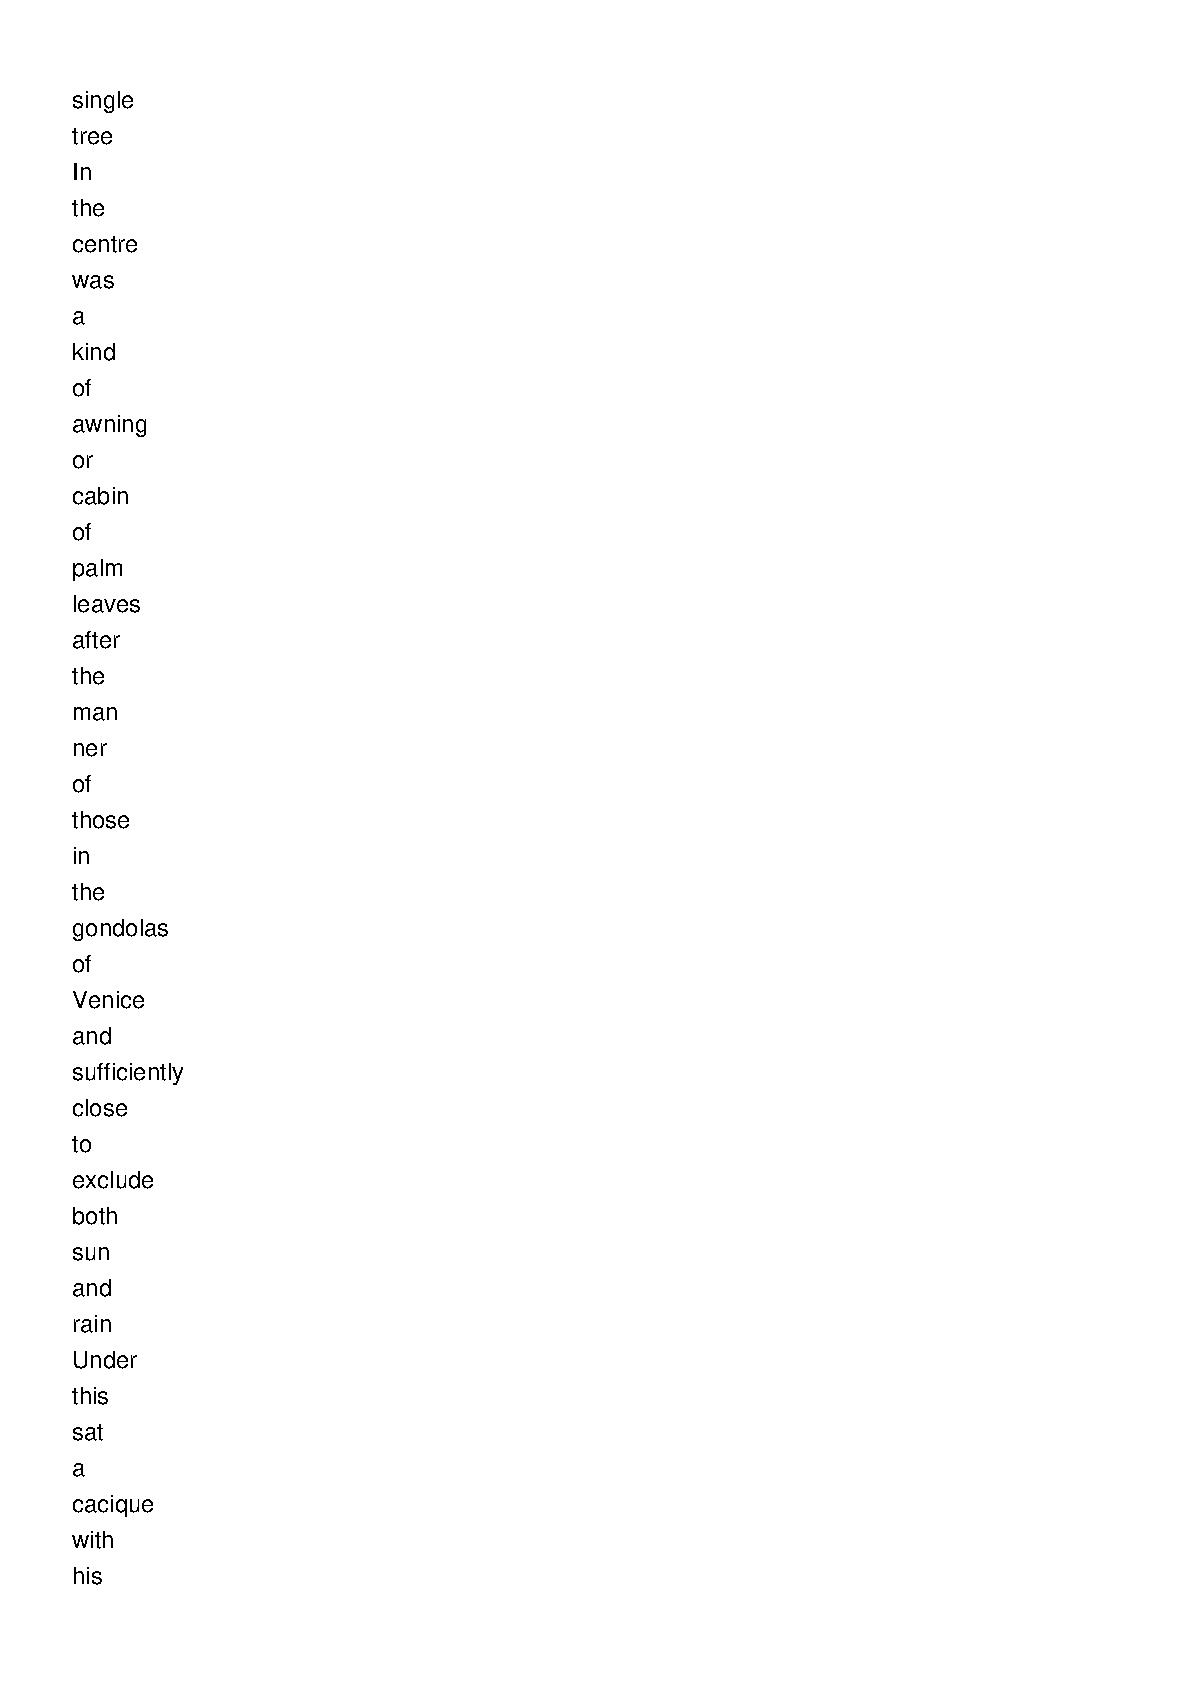 single
tree
In
the
centre
was
a
kind
of
awning
or
cabin
of
palm
leaves
after
the
man
ner
of
those
in
the
gondolas
of
Venice
and
sufficiently
close
to
exclude
both
sun
and
rain
Under
this
sat
a
cacique
with
his